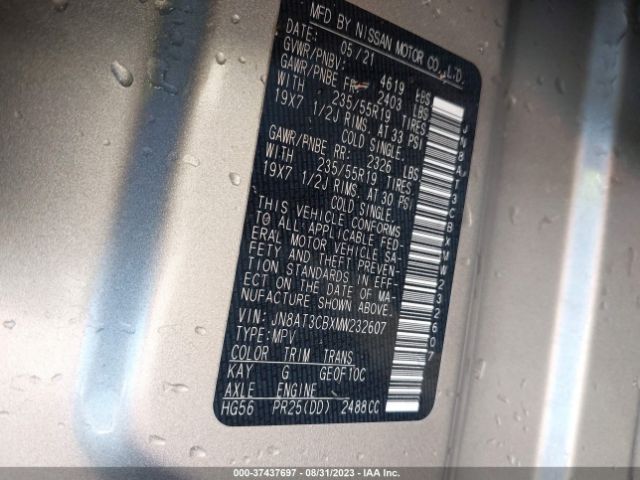 MFD BY NISSAN MOTOR CO.,LTD.
DATE: 05/21
GVWR/PNBV: 4619 LBS
GAWR/PNBE FR: 2403 LBS
WITH 235/55R19 TIRES
19X7 1/2J RIMS, AT 33 PSI
COLD SINGLE.
GAWR/PNBE RR: 2326 LBS
WITH 235/55R19 TIRES
19X7 1/2J RIMS, AT 30 PSI
COLD SINGLE.
THIS VEHICLE CONFORMS
TO ALL APPLICABLE FED-
ERAL MOTOR VEHICLE SA-
FETY AND THEFT PREVEN-
TION STANDARDS IN EFF-
ECT ON THE DATE OF MA-
NUFACTURE SHOWN ABOVE.
VIN: JN8AT3CBXMW232607
TYPE:MPV
COLOR TRIM TRANS
KAY G GEOFTOC
AXLE ENGINE
HG56 PR25(DD) 2488CC
JN8AT3CBXMW232607
000-37437697 - 08/31/2023 - IAA Inc.